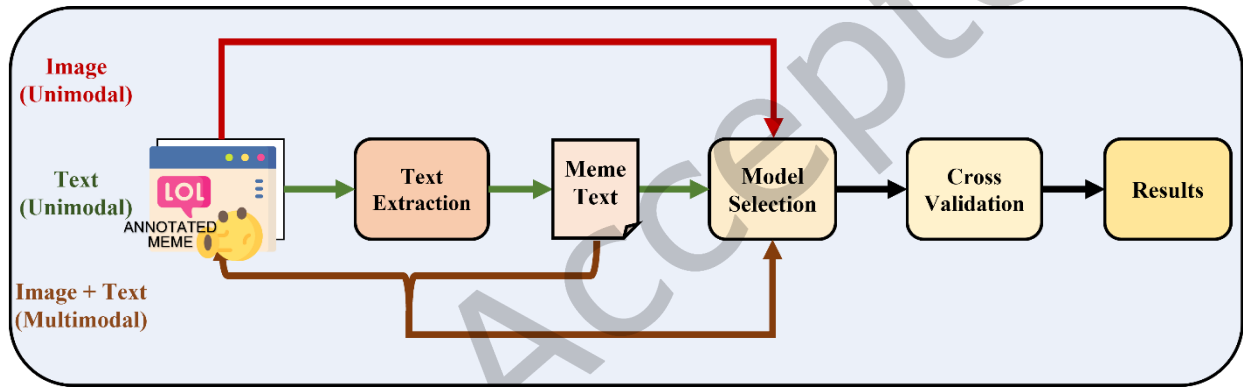 Image
(Unimodal)
Text
(Unimodal)
Image + Text
(Multimodal)
LOL
ANNOTATED
MEME
Text
Extraction
Meme
Text
Model
Selection
Cross
Validation
Results
Accept